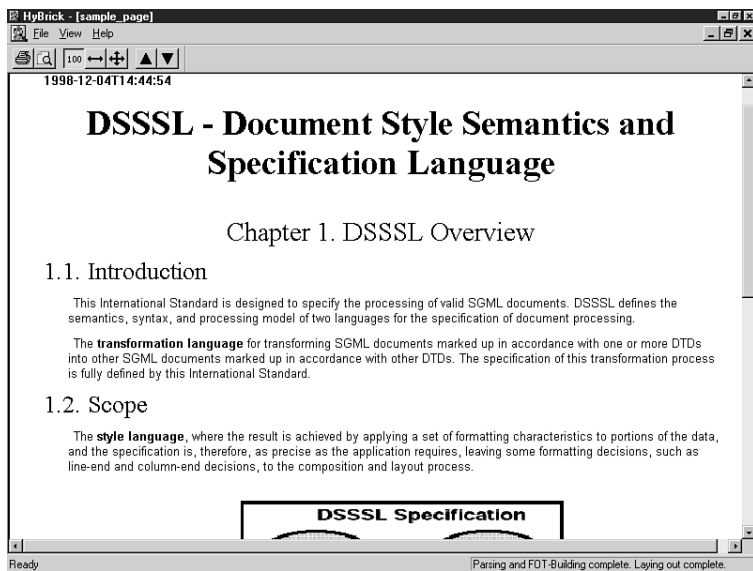 HyBrick - [sample_page]
File View Help
100
1998-12-04T14:44:54
DSSSL - Document Style Semantics and
Specification Language
Chapter 1. DSSSL Overview
1.1. Introduction
This International Standard is designed to specify the processing of valid SGML documents. DSSSL defines the
semantics, syntax, and processing model of two languages for the specification of document processing.
The transformation language for transforming SGML documents marked up in accordance with one or more DTDs
into other SGML documents marked up in accordance with other DTDs. The specification of this transformation process
is fully defined by this International Standard.
1.2. Scope
The style language, where the result is achieved by applying a set of formatting characteristics to portions of the data,
and the specification is, therefore, as precise as the application requires, leaving some formatting decisions, such as
line-end and column-end decisions, to the composition and layout process.
DSSSL Specification
Ready
Parsing and FOT-Building complete. Laying out complete.